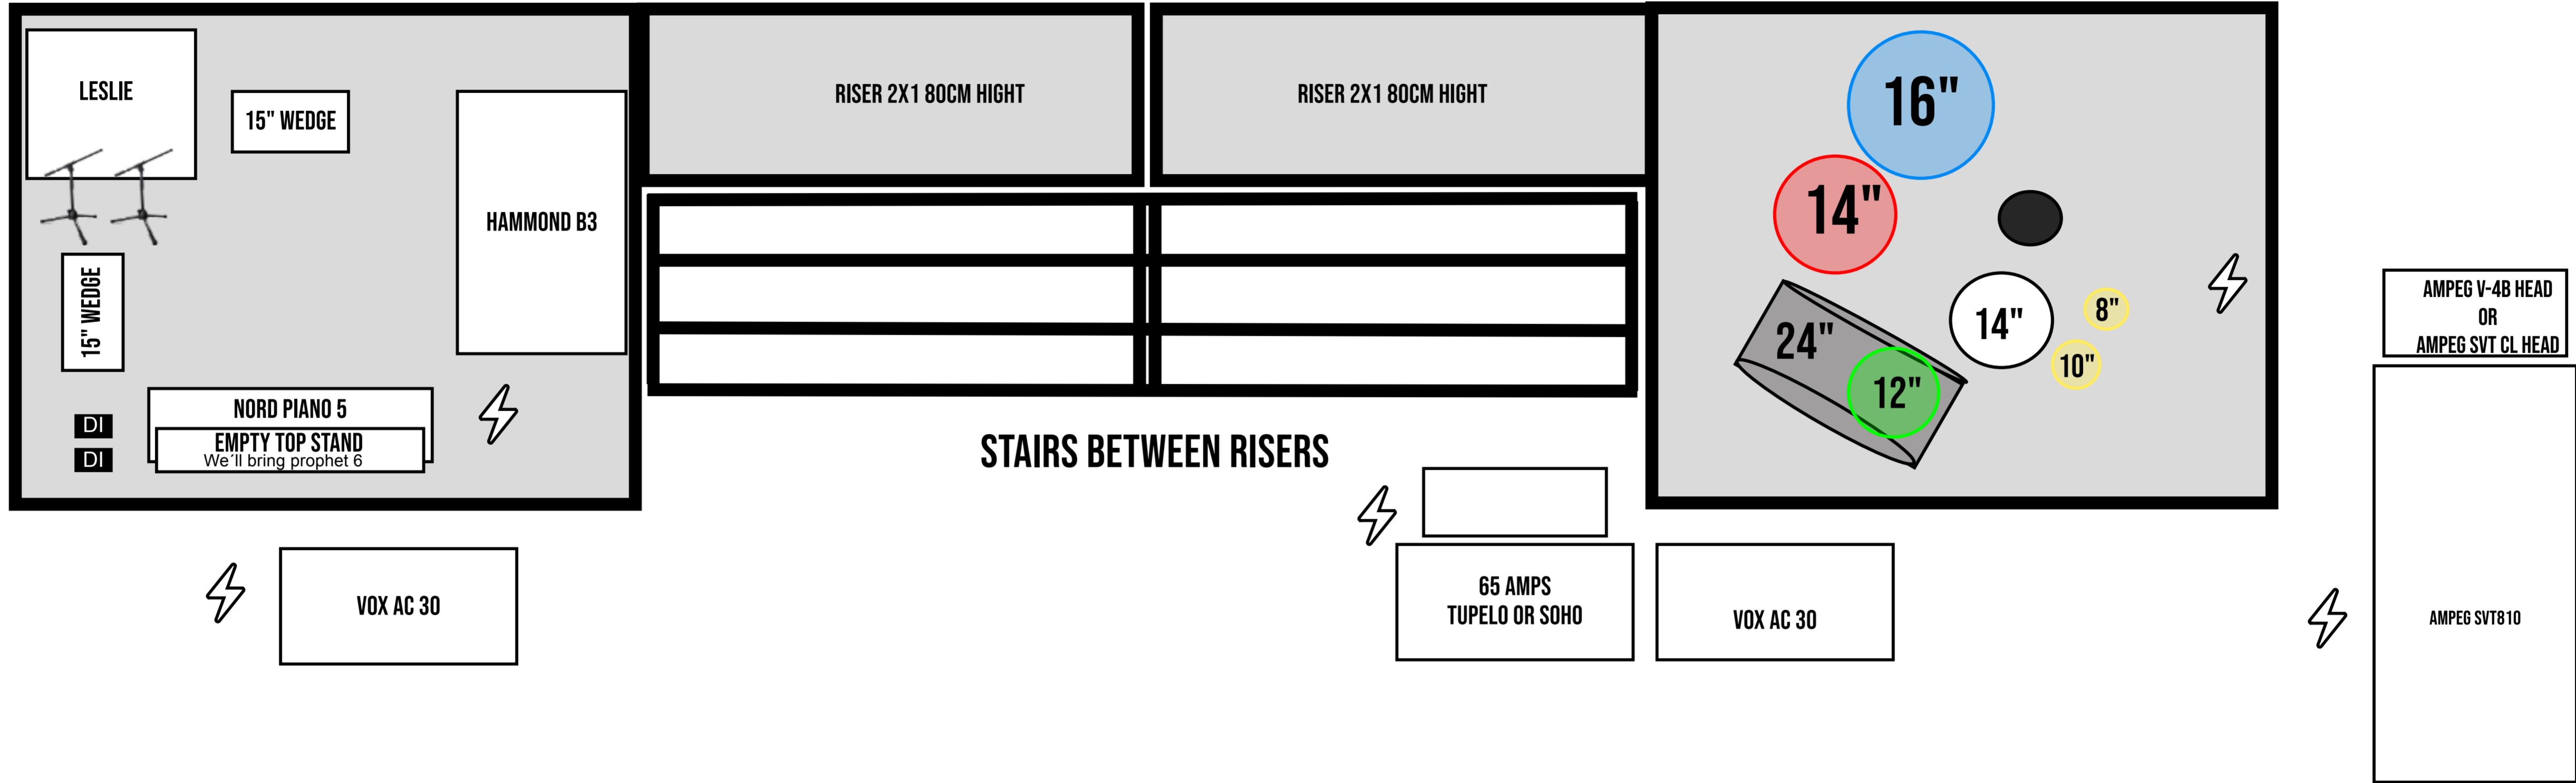 LESLIE
15" WEDGE
HAMMOND B3
15" WEDGE
NORD PIANO 5
EMPTY TOP STAND
We´ll bring prophet 6
DI
DI
RISER 2X1 80CM HIGHT
RISER 2X1 80CM HIGHT
STAIRS BETWEEN RISERS
16"
14"
24"
12"
14"
8"
10"
AMPEG V-4B HEAD
OR
AMPEG SVT CL HEAD
AMPEG SVT810
VOX AC 30
65 AMPS
TUPELO OR SOHO
VOX AC 30